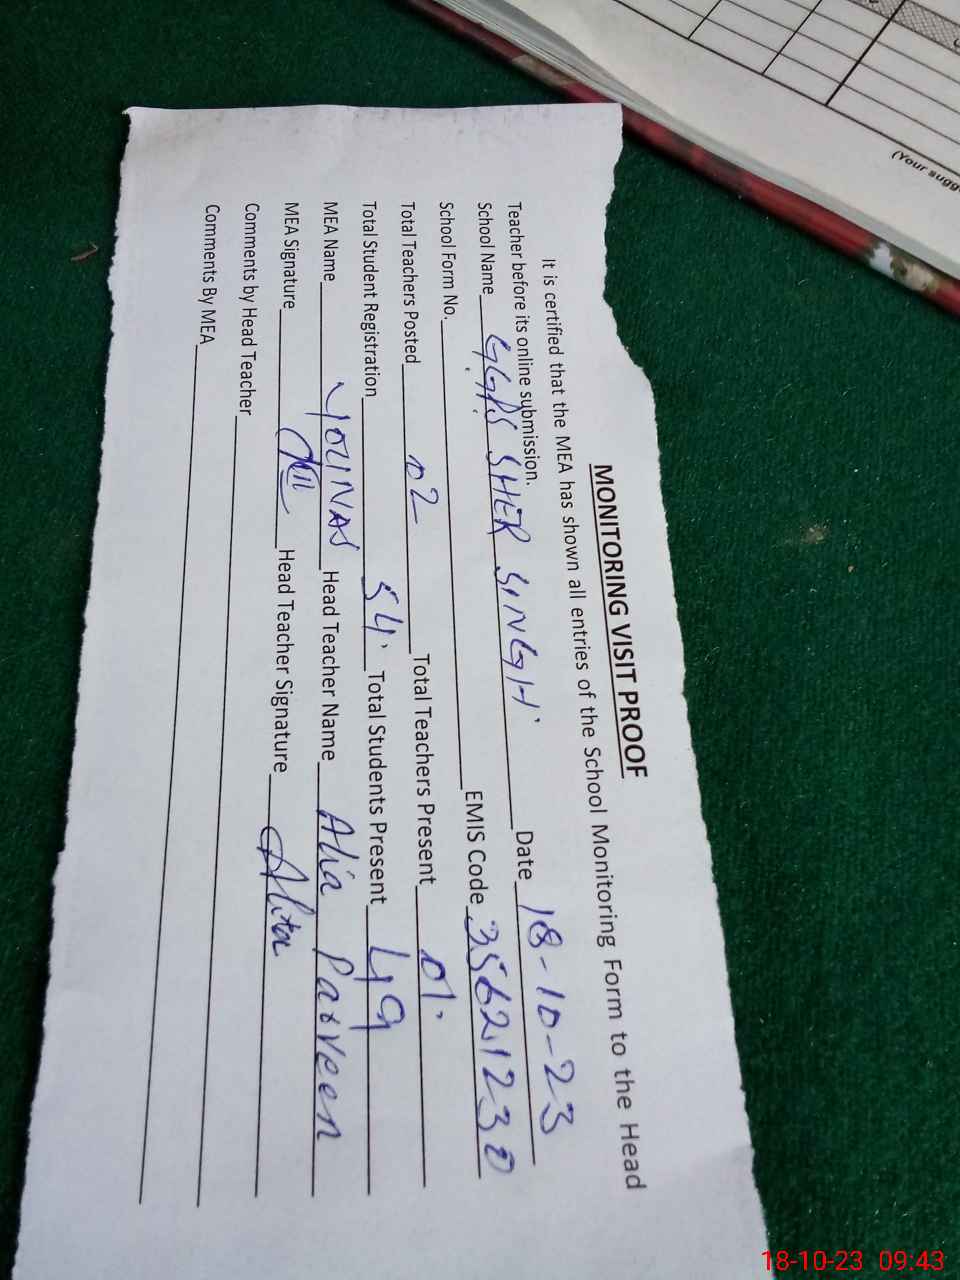 MONITORING VISIT PROOF
It is certified that the MEA has shown all entries of the School Monitoring Form to the Head
Teacher before its online submission.
School Name GGPS SHER SINGH Date 18-10-23
School Form No. EMIS Code 35621230
Total Teachers Posted 02 Total Teachers Present 01
Total Student Registration 54 Total Students Present 49
MEA Name YOUNAS Head Teacher Name Alia Parveen
MEA Signature Head Teacher Signature Alia
Comments by Head Teacher
Comments By MEA
(Your sugg
18-10-23 09:43